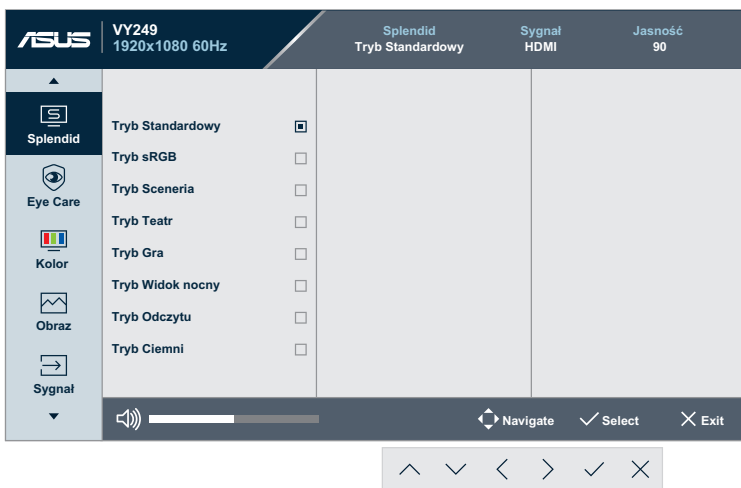 ASUS
VY249
1920x1080 60Hz
Splendid
Tryb Standardowy
Sygnał
HDMI
Jasność
90
Splendid
Eye Care
Kolor
Obraz
Sygnał
Tryb Standardowy
Tryb sRGB
Tryb Sceneria
Tryb Teatr
Tryb Gra
Tryb Widok nocny
Tryb Odczytu
Tryb Ciemni
Navigate
Select
Exit